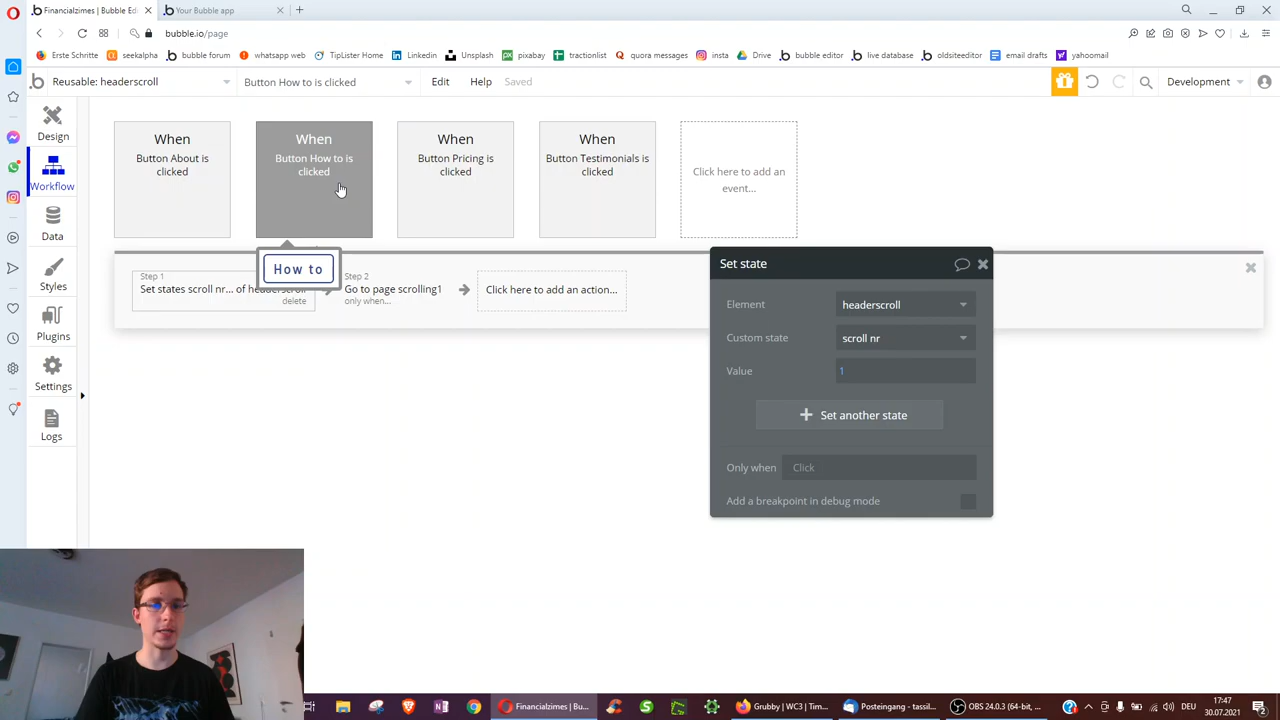 Financialzimes | Bubble Ed
Your Bubble app
bubble.io/page
Erste Schritte
seekalpha
bubble forum
whatsapp web
TipLister Home
Linkedin
Unsplash
pixabay
tractionlist
quora messages
insta
Drive
bubble editor
live database
oldsiteeditor
email drafts
yahoomail
Reusable: headerscroll
Button How to is clicked
Edit
Help
Saved
Development
Design
Workflow
Data
Styles
Plugins
Settings
Logs
When
Button About is
clicked
When
Button How to is
clicked
When
Button Pricing is
clicked
When
Button Testimonials is
clicked
Click here to add an
event...
How to
Step 1
Set states scroll nr... of headerscroll
delete
Step 2
Go to page scrolling1
only when...
Click here to add an action...
Set state
Element
headerscroll
Custom state
scroll nr
Value
1
Set another state
Only when
Click
Add a breakpoint in debug mode
Financialzimes | Bu...
Grubby | WC3 | Tim...
Posteingang - tassil...
OBS 24.0.3 (64-bit, ...
DEU
17:47
30.07.2021